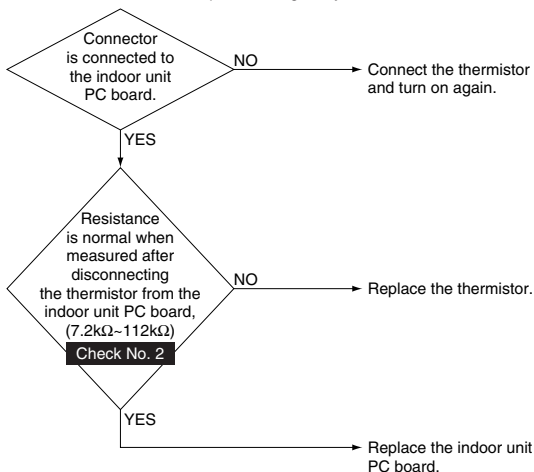 Connector
is connected to
the indoor unit
PC board.
NO
Connect the thermistor
and turn on again.
YES
Resistance
is normal when
measured after
disconnecting
the thermistor from the
indoor unit PC board,
(7.2kΩ~112kΩ)
Check No. 2
NO
Replace the thermistor.
YES
Replace the indoor unit
PC board.